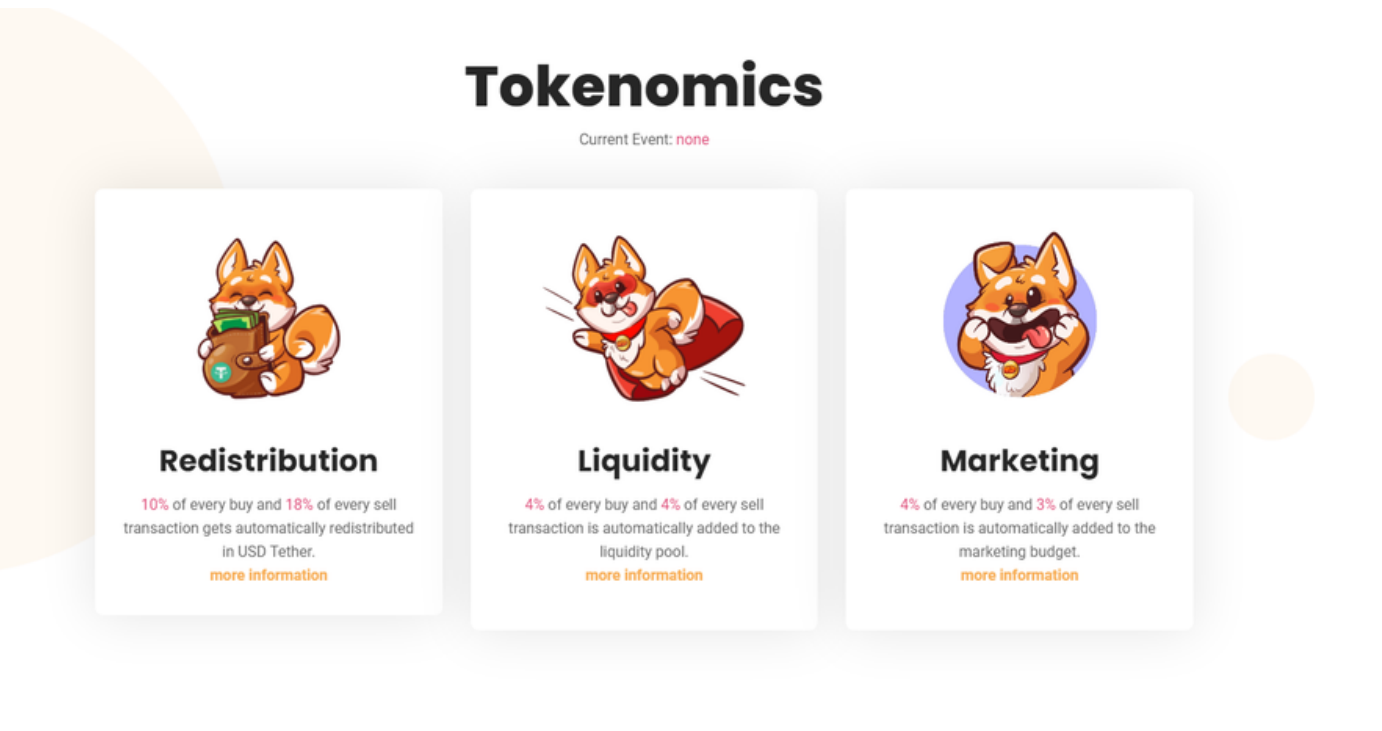 Tokenomics
Current Event: none
Redistribution
10% of every buy and 18% of every sell
transaction gets automatically redistributed
in USD Tether.
more information
Liquidity
4% of every buy and 4% of every sell
transaction is automatically added to the
liquidity pool.
more information
Marketing
4% of every buy and 3% of every sell
transaction is automatically added to the
marketing budget.
more information